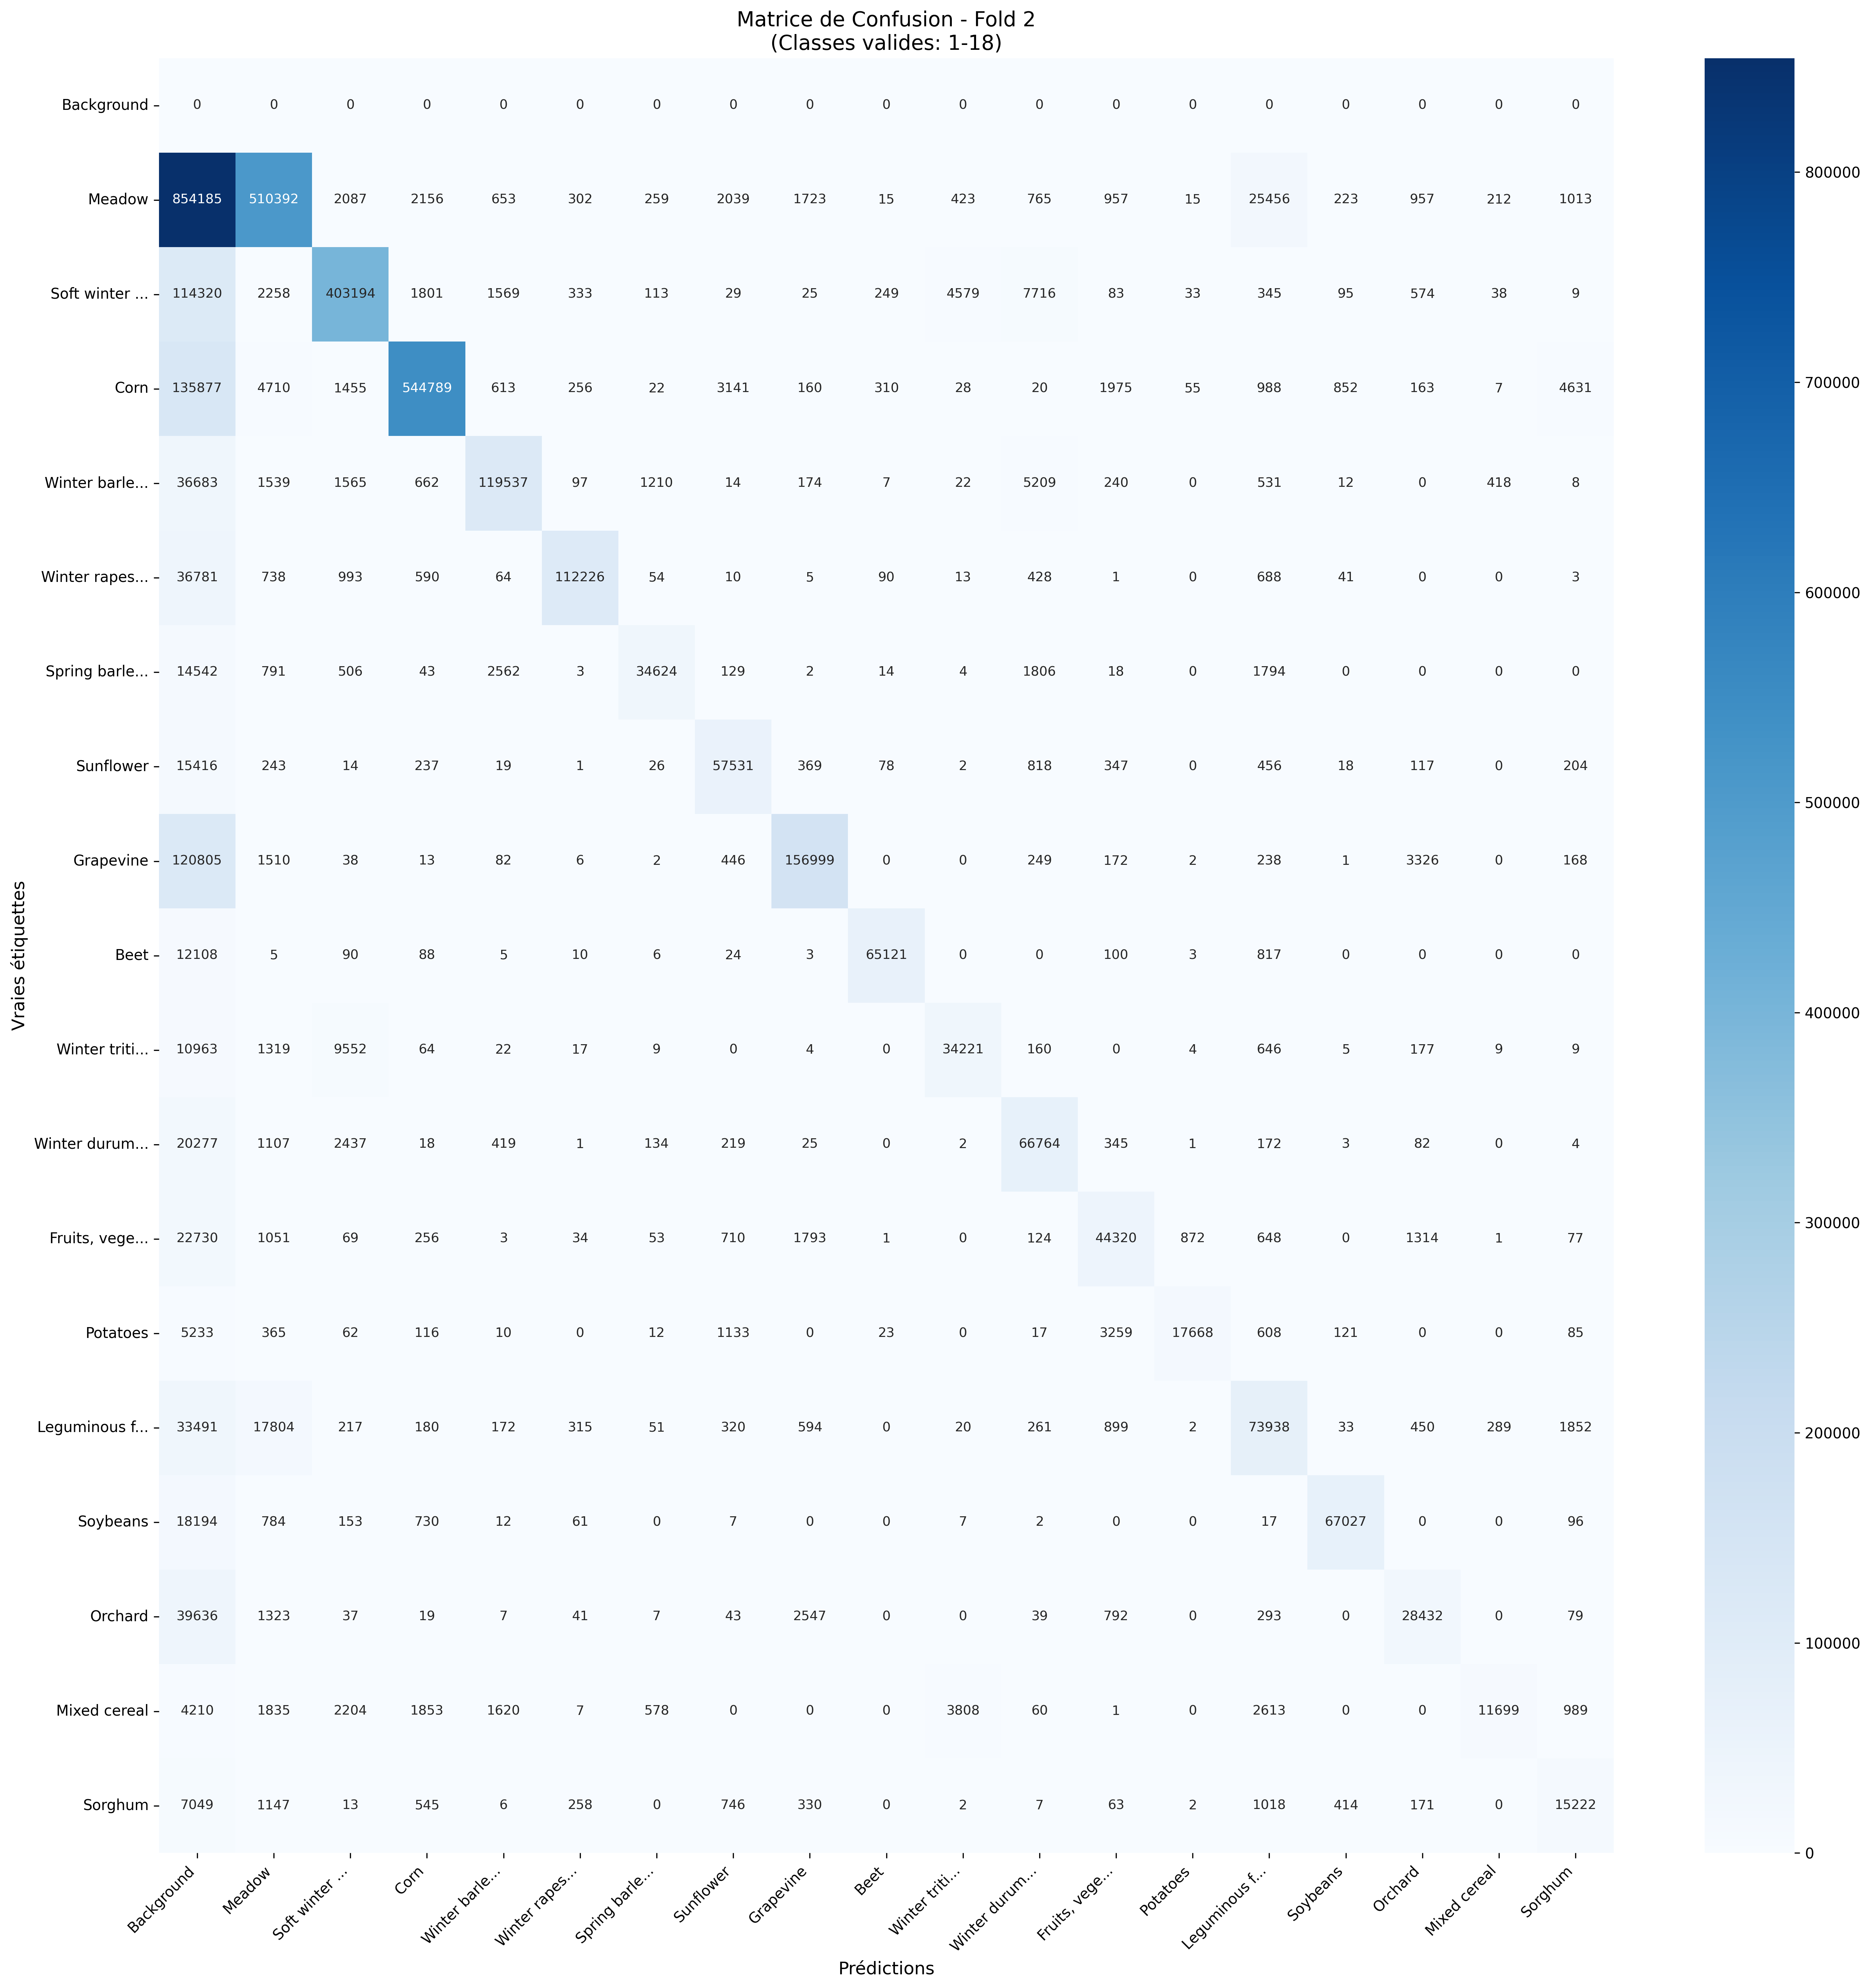 Matrice de Confusion - Fold 2
(Classes valides: 1-18)
Background 0 0 0 0 0 0 0 0 0 0 0 0 0 0 0 0 0 0 0
Meadow 854185 510392 2087 2156 653 302 259 2039 1723 15 423 765 957 15 25456 223 957 212 1013
Soft winter ... 114320 2258 403194 1801 1569 333 113 29 25 249 4579 7716 83 33 345 95 574 38 9
Corn 135877 4710 1455 544789 613 256 22 3141 160 310 28 20 1975 55 988 852 163 7 4631
Winter barle... 36683 1539 1565 662 119537 97 1210 14 174 7 22 5209 240 0 531 12 0 418 8
Winter rapes... 36781 738 993 590 64 112226 54 10 5 90 13 428 1 0 688 41 0 0 3
Spring barle... 14542 791 506 43 2562 3 34624 129 2 14 4 1806 18 0 1794 0 0 0 0
Sunflower 15416 243 14 237 19 1 26 57531 369 78 2 818 347 0 456 18 117 0 204
Grapevine 120805 1510 38 13 82 6 2 446 156999 0 0 249 172 2 238 1 3326 0 168
Beet 12108 5 90 88 5 10 6 24 3 65121 0 0 100 3 817 0 0 0 0
Winter triti... 10963 1319 9552 64 22 17 9 0 4 0 34221 160 0 4 646 5 177 9 9
Winter durum... 20277 1107 2437 18 419 1 134 219 25 0 2 66764 345 1 172 3 82 0 4
Fruits, vege... 22730 1051 69 256 3 34 53 710 1793 1 0 124 44320 872 648 0 1314 1 77
Potatoes 5233 365 62 116 10 0 12 1133 0 23 0 17 3259 17668 608 121 0 0 85
Leguminous f... 33491 17804 217 180 172 315 51 320 594 0 20 261 899 2 73938 33 450 289 1852
Soybeans 18194 784 153 730 12 61 0 7 0 0 7 2 0 0 17 67027 0 0 96
Orchard 39636 1323 37 19 7 41 7 43 2547 0 0 39 792 0 293 0 28432 0 79
Mixed cereal 4210 1835 2204 1853 1620 7 578 0 0 0 3808 60 1 0 2613 0 0 11699 989
Sorghum 7049 1147 13 545 6 258 0 746 330 0 2 7 63 2 1018 414 171 0 15222
Vraies étiquettes
Background Meadow Soft winter ... Corn Winter barle... Winter rapes... Spring barle... Sunflower Grapevine Beet Winter triti... Winter durum... Fruits, vege... Potatoes Leguminous f... Soybeans Orchard Mixed cereal Sorghum
Prédictions
800000
700000
600000
500000
400000
300000
200000
100000
0